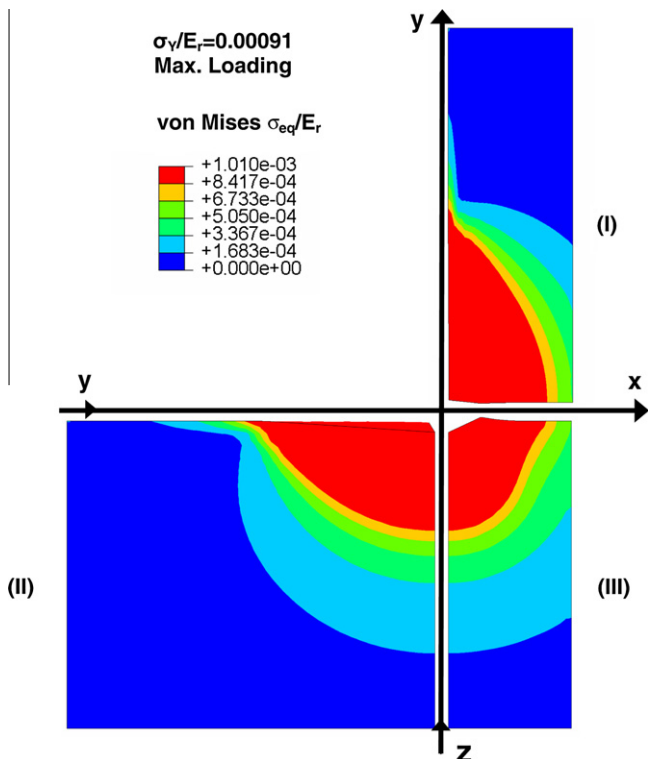 σY/Er=0.00091
Max. Loading
von Mises σeq/Er
+1.010e-03
+8.417e-04
+6.733e-04
+5.050e-04
+3.367e-04
+1.683e-04
+0.000e+00
y
(I)
y
x
(II)
(III)
z